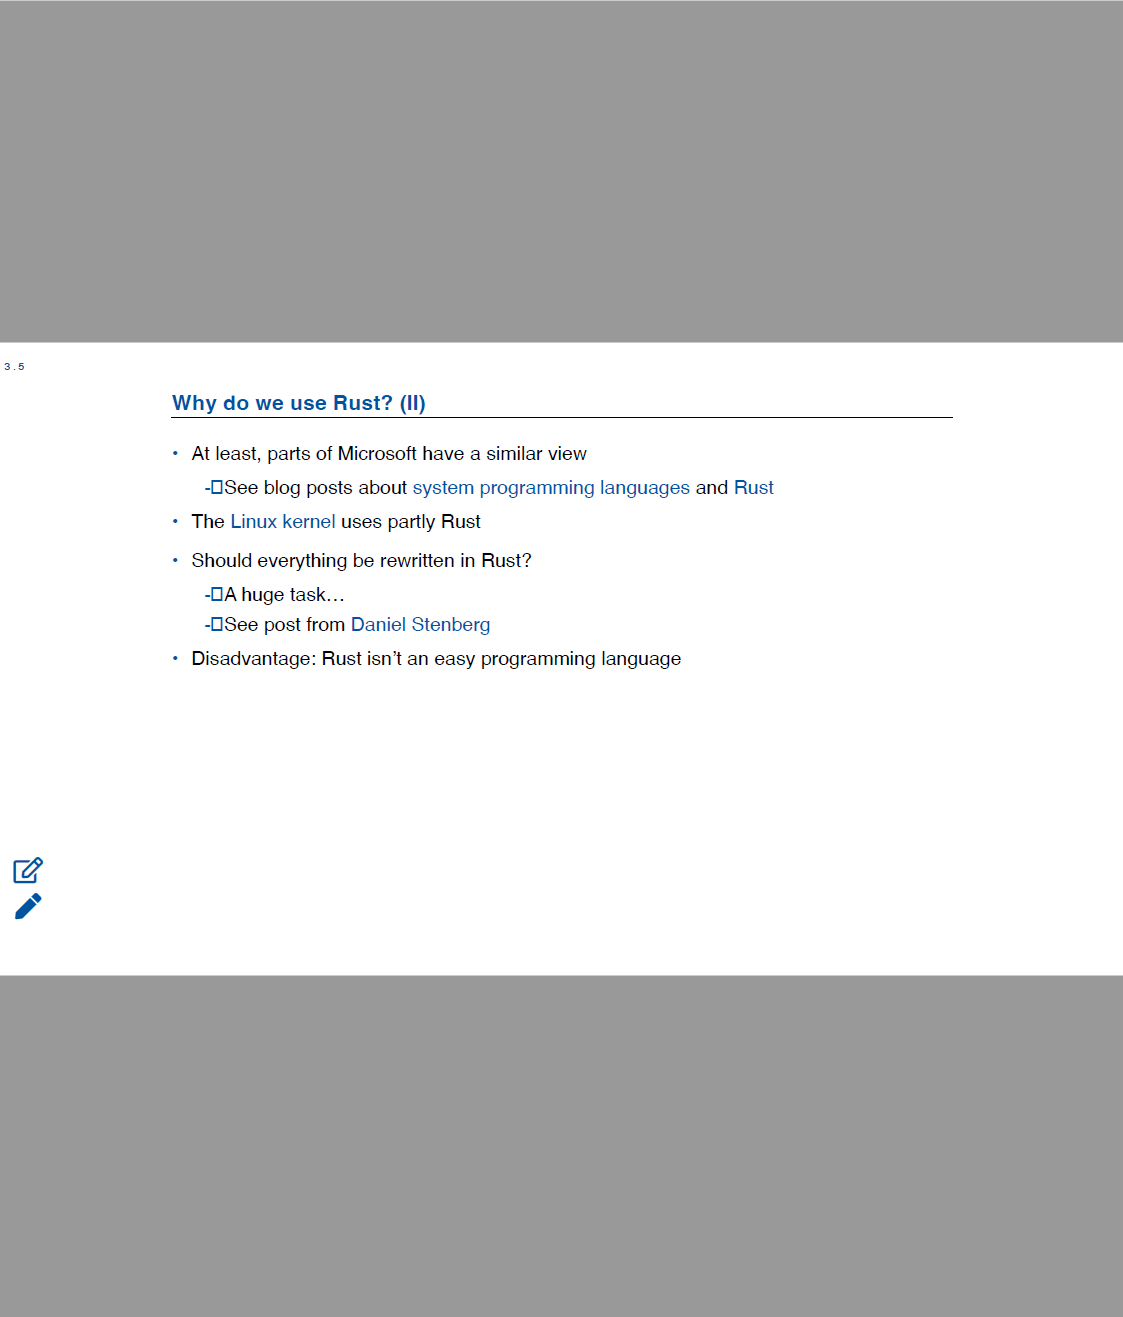 3.5
Why do we use Rust? (II)
• At least, parts of Microsoft have a similar view
-□See blog posts about system programming languages and Rust
• The Linux kernel uses partly Rust
• Should everything be rewritten in Rust?
-□A huge task…
-□See post from Daniel Stenberg
• Disadvantage: Rust isn’t an easy programming language